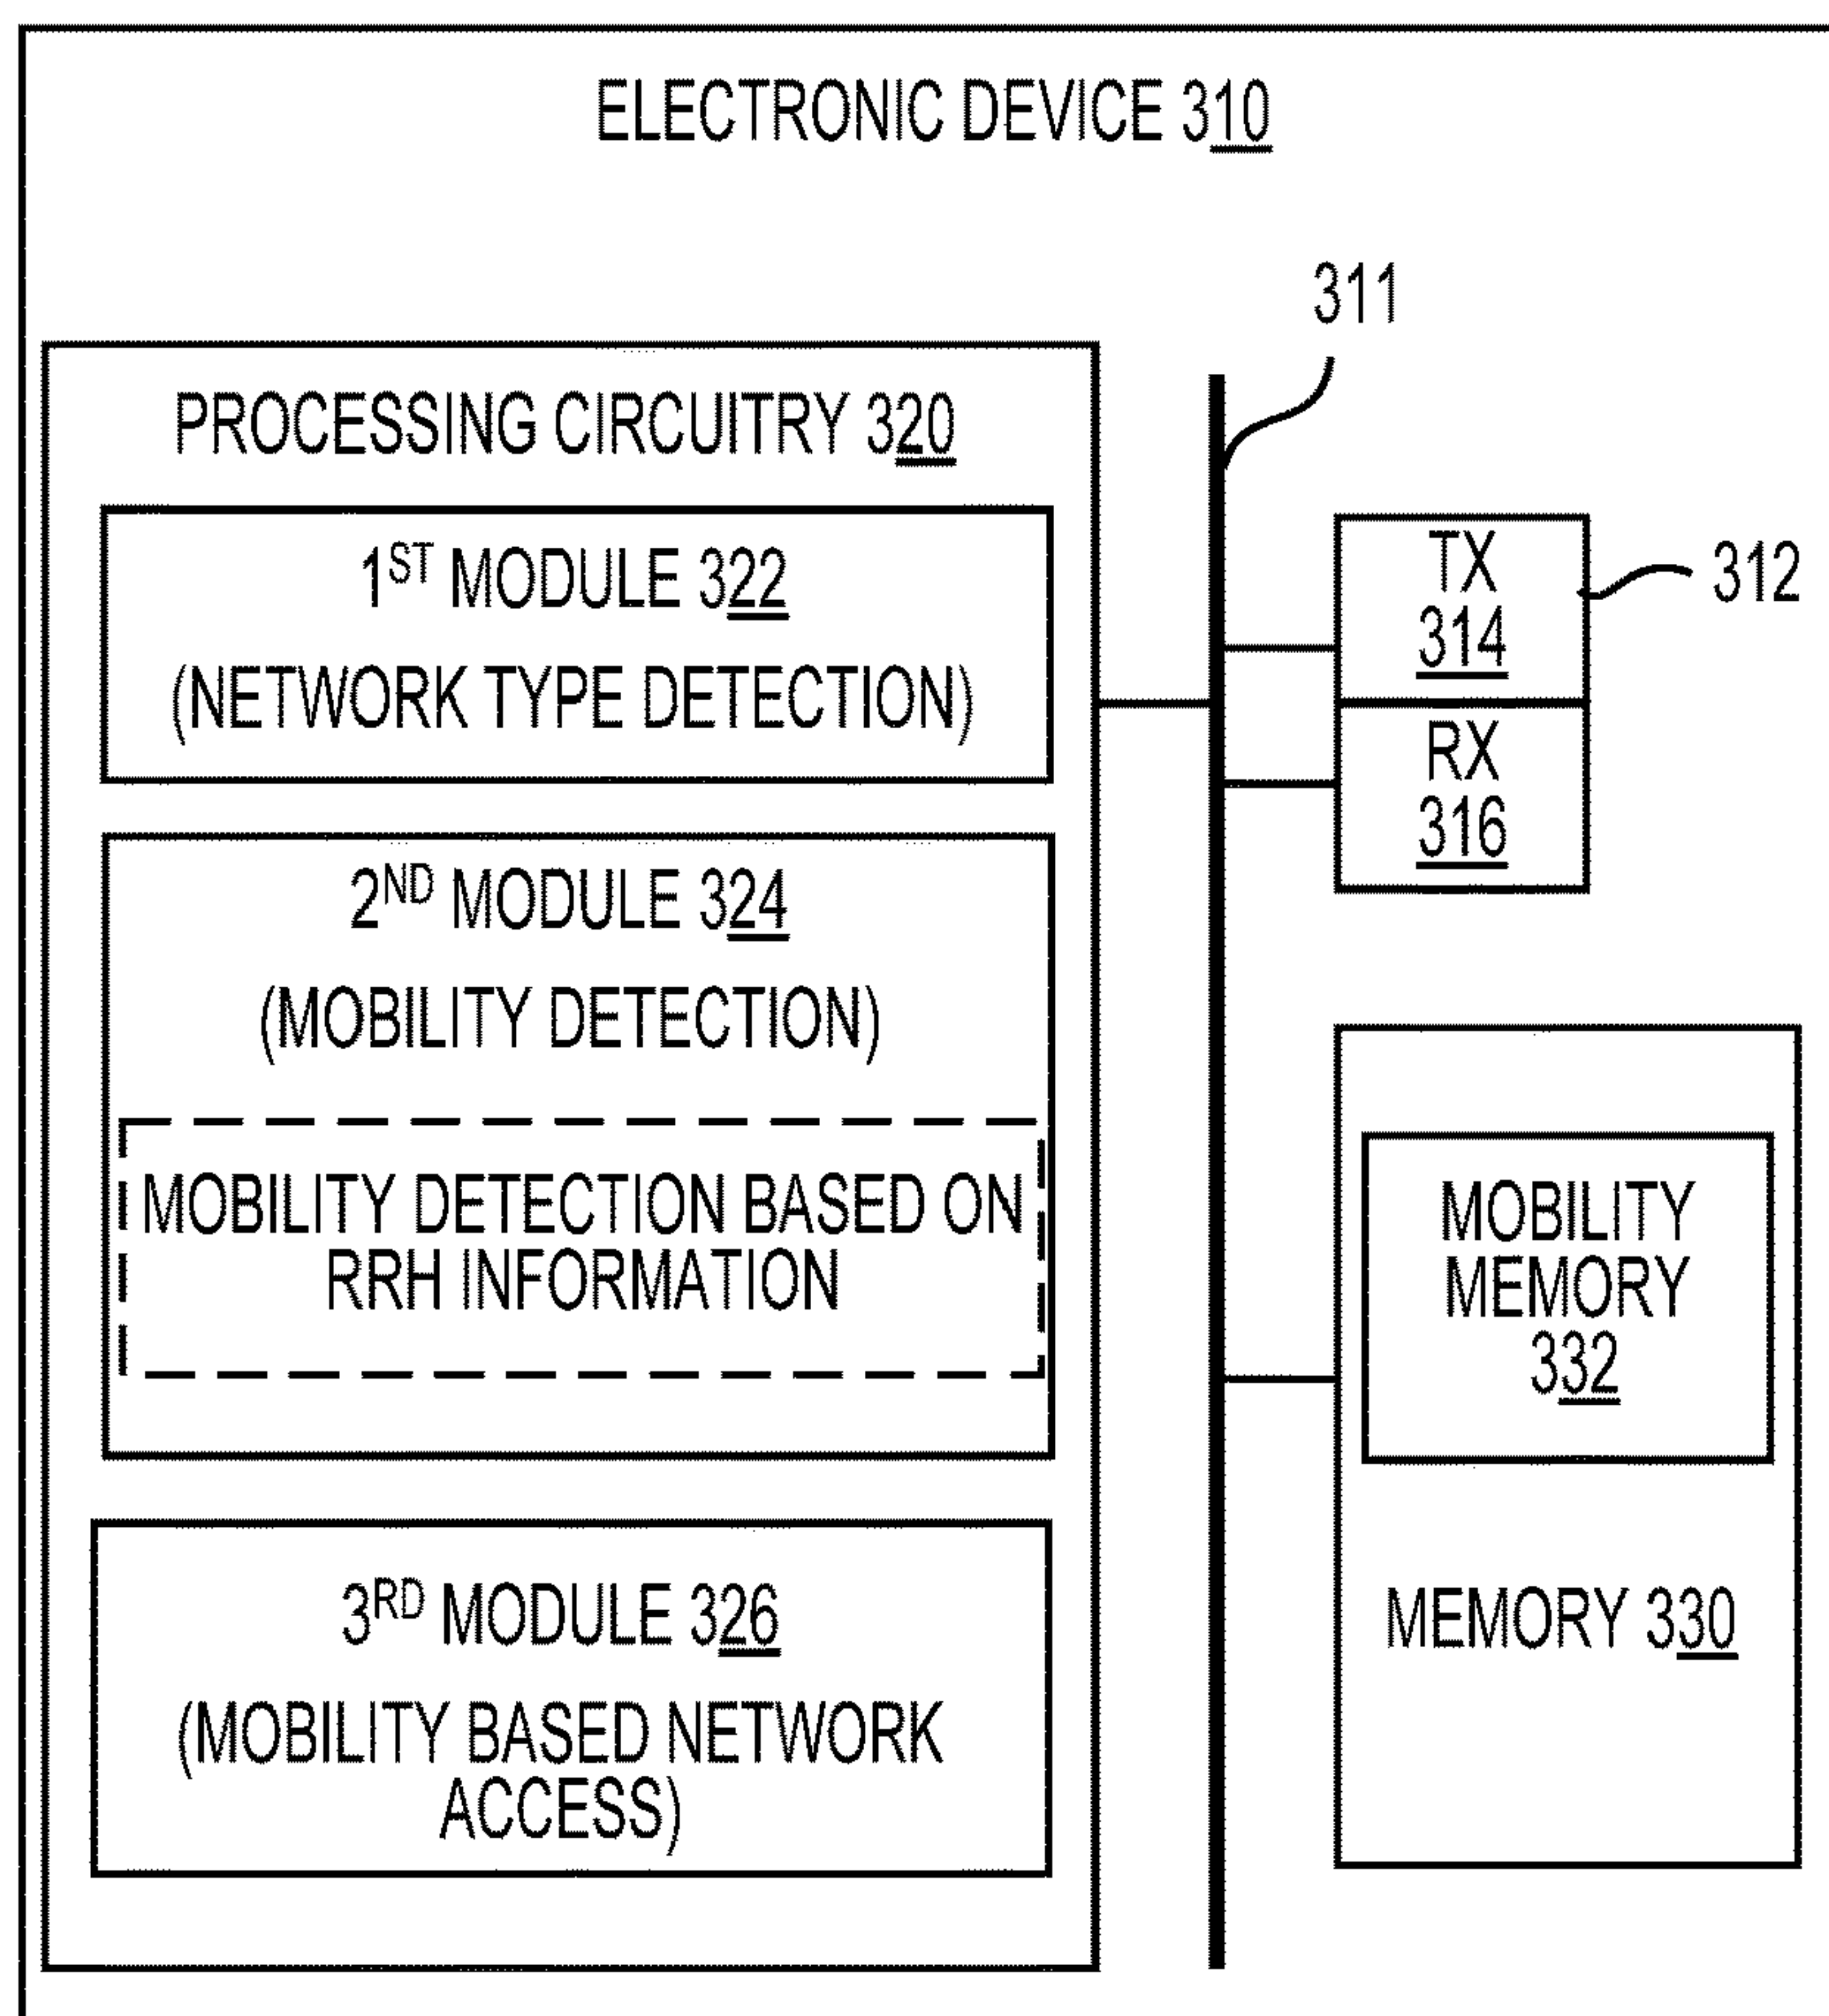 ELECTRONIC DEVICE 310
311
PROCESSING CIRCUITRY 320
1ST MODULE 322
(NETWORK TYPE DETECTION)
2ND MODULE 324
(MOBILITY DETECTION)
MOBILITY DETECTION BASED ON
RRH INFORMATION
3RD MODULE 326
(MOBILITY BASED NETWORK
ACCESS)
TX
314
312
RX
316
MOBILITY
MEMORY
332
MEMORY 330